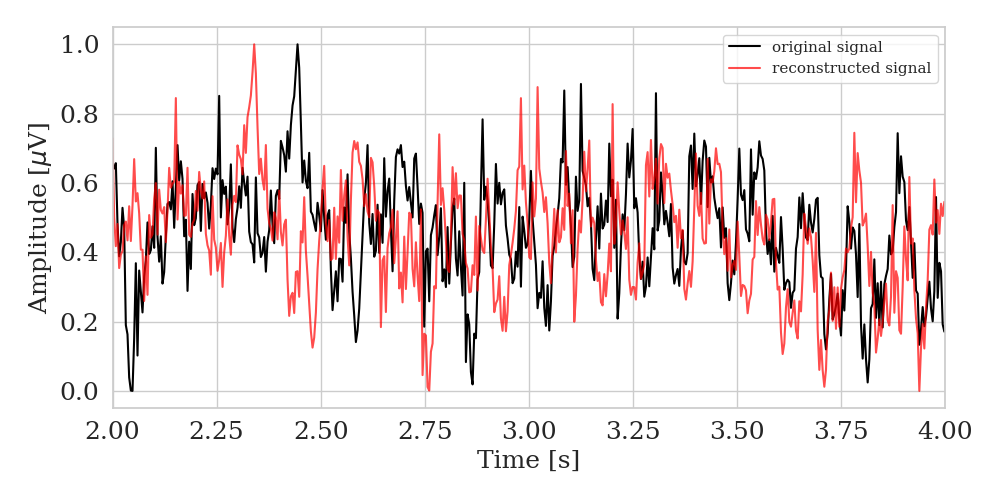 original signal
reconstructed signal
Amplitude [μV]
1.0
0.8
0.6
0.4
0.2
0.0
2.00 2.25 2.50 2.75 3.00 3.25 3.50 3.75 4.00
Time [s]